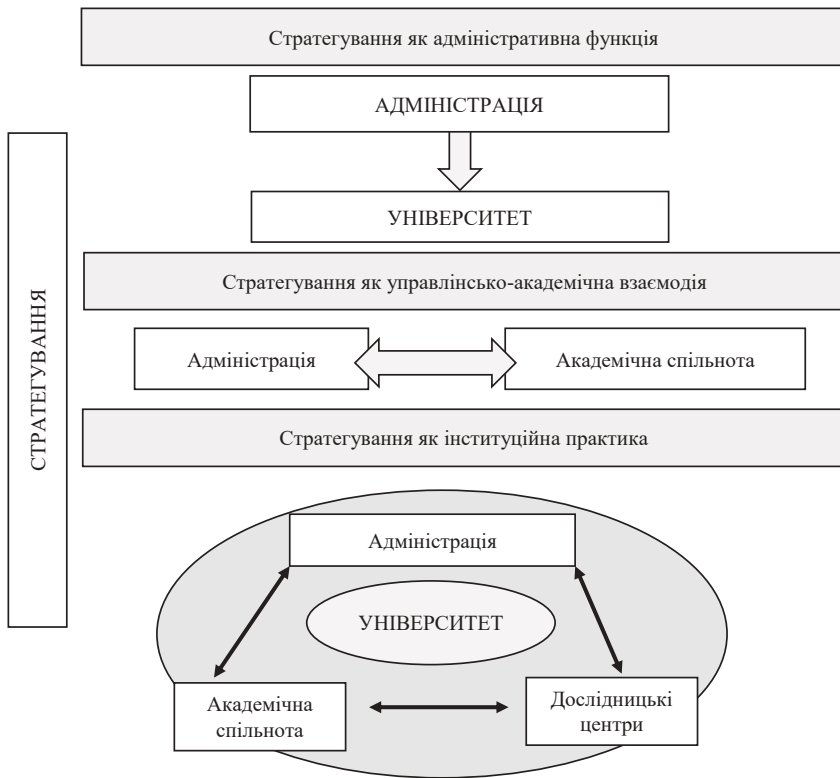 Стратегування як адміністративна функція
АДМІНІСТРАЦІЯ
УНІВЕРСИТЕТ
СТРАТЕГУВАННЯ
Стратегування як управлінсько-академічна взаємодія
Адміністрація
Академічна спільнота
Стратегування як інституційна практика
Адміністрація
УНІВЕРСИТЕТ
Академічна
спільнота
Дослідницькі
центри